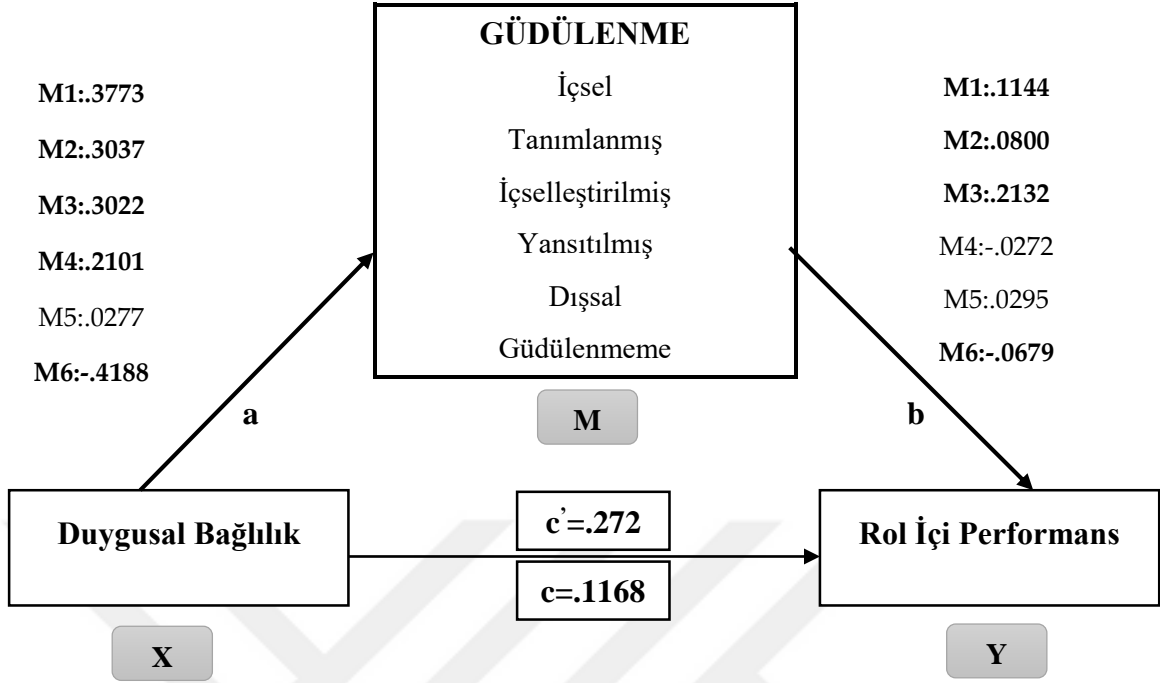 GÜDÜLENME
İçsel
Tanımlanmış
İçselleştirilmiş
Yansıtılmış
Dışsal
Güdülenmeme
M
M1:.3773
M2:.3037
M3:.3022
M4:.2101
M5:.0277
M6:-.4188
a
M1:.1144
M2:.0800
M3:.2132
M4:-.0272
M5:.0295
M6:-.0679
b
Duygusal Bağlılık
X
c’=.272
c=.1168
Rol İçi Performans
Y